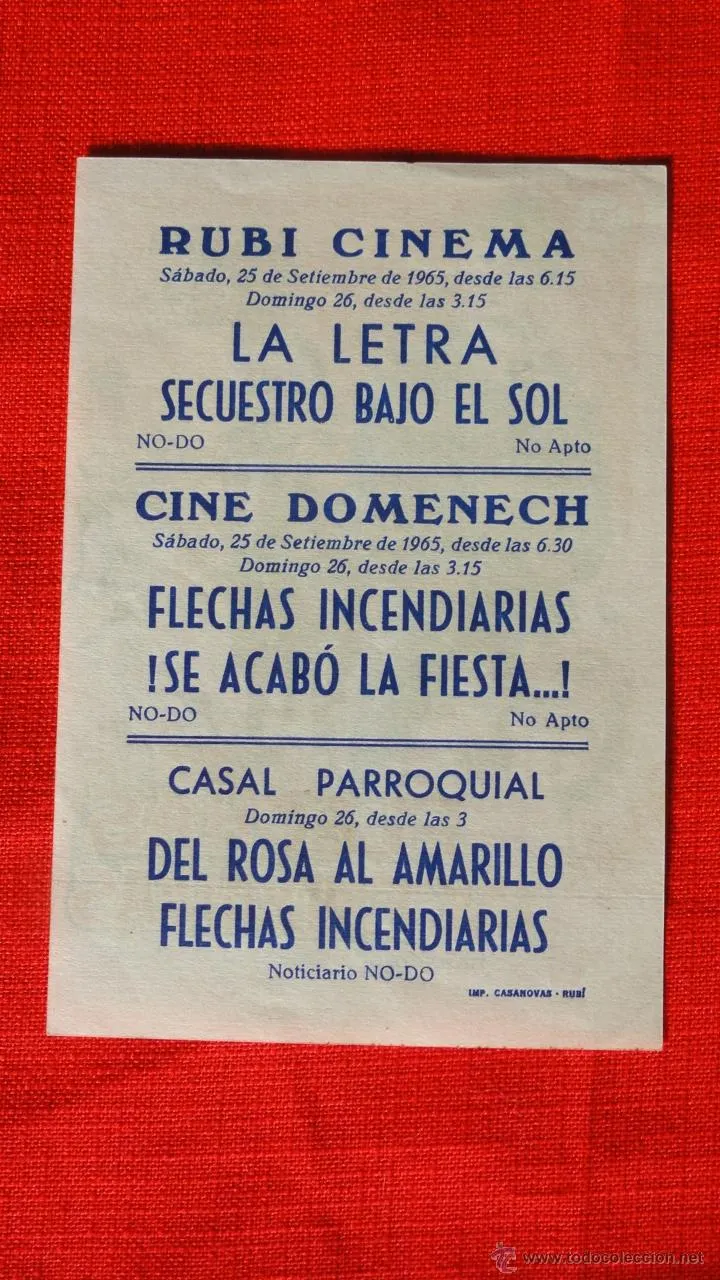 RUBI CINEMA
Sábado, 25 de Setiembre de 1965, desde las 6.15
Domingo 26, desde las 3.15
LA LETRA
SECUESTRO BAJO EL SOL
NO-DO No Apto
CINE DOMENECH
Sábado, 25 de Setiembre de 1965, desde las 6.30
Domingo 26, desde las 3.15
FLECHAS INCENDIARIAS
!SE ACABÓ LA FIESTA...!
NO-DO No Apto
CASAL PARROQUIAL
Domingo 26, desde las 3
DEL ROSA AL AMARILLO
FLECHAS INCENDIARIAS
Noticiario NO-DO
IMP. CASANOVAS - RUBÍ
© todocoleccion.net